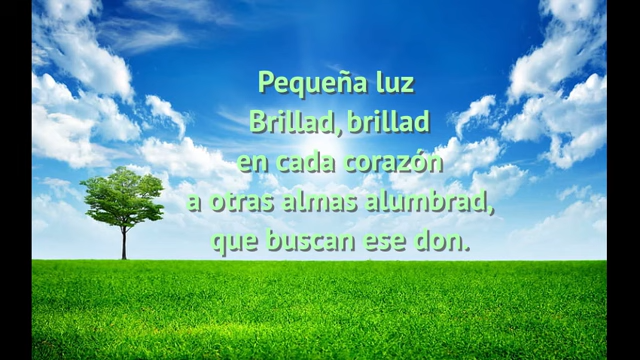 Pequeña luz
Brillad, brillad
en cada corazón
a otras almas alumbrad,
que buscan ese don.